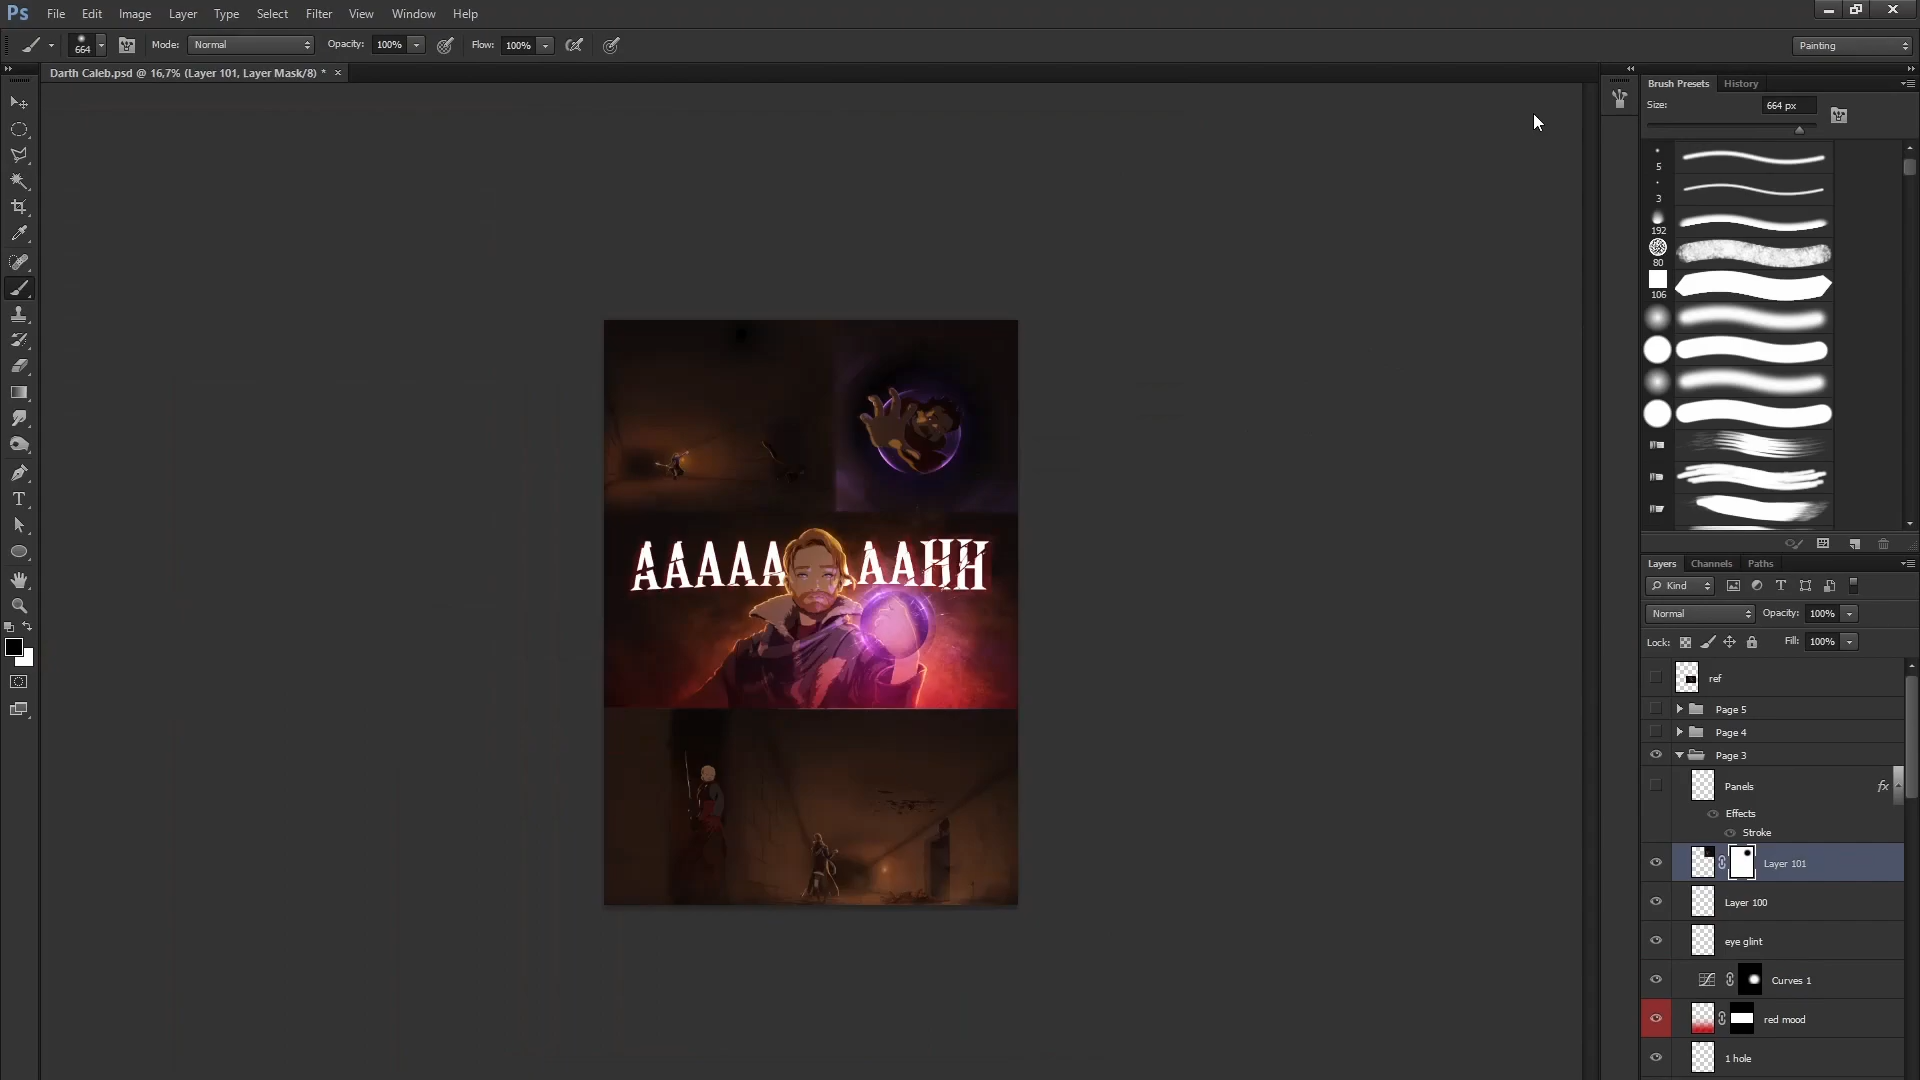 Ps File Edit Image Layer Type Select Filter View Window Help
664 Mode: Normal Opacity: 100% Flow: 100% Painting
Darth Caleb.psd @ 16,7% (Layer 101, Layer Mask/8) * ×
Brush Presets History
Size: 664 px
5
3
192
80
106
AAAAA AAHH
Layers Channels Paths
Kind
Normal Opacity: 100%
Lock: Fill: 100%
ref
Page 5
Page 4
Page 3
Panels fx
Effects
Stroke
Layer 101
Layer 100
eye glint
Curves 1
red mood
1 hole